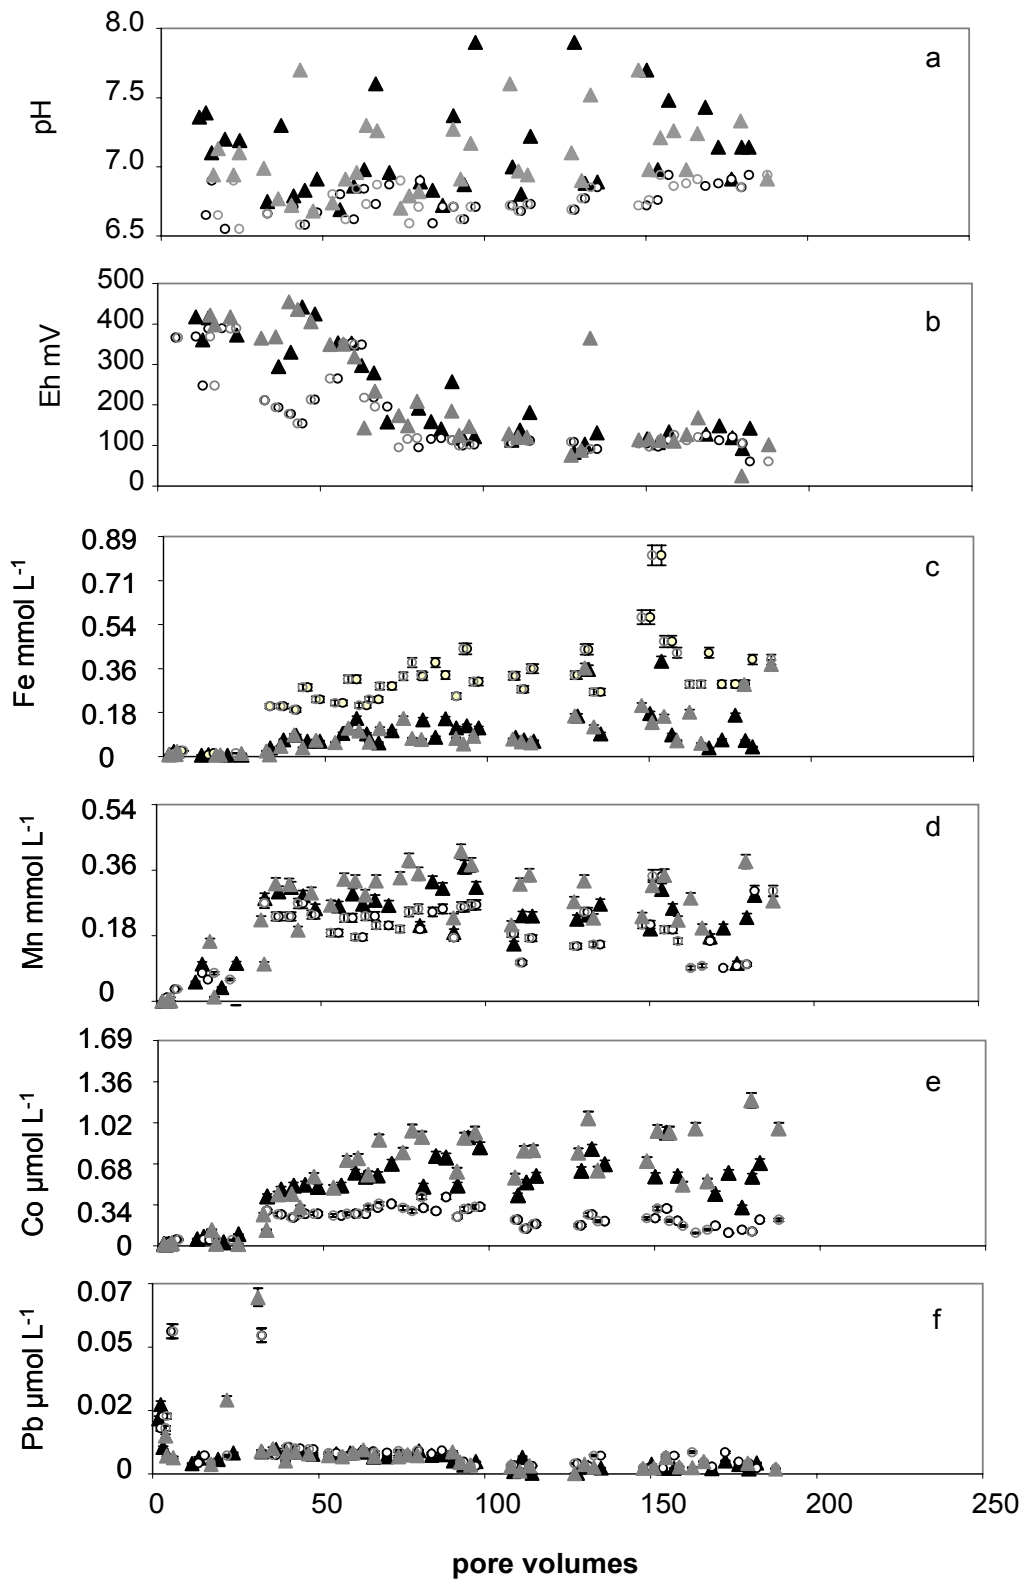 8.0
a
7.5
pH
7.0
6.5
500
400
b
300
Eh mV
200
100
0
0.89
c
0.71
0.54
Fe mmol L-1
0.36
0.18
0
0.54
d
0.36
Mn mmol L-1
0.18
0
1.69
1.36
e
1.02
Co µmol L-1
0.68
0.34
0
0.07
f
0.05
Pb µmol L-1
0.02
0
0 50 100 150 200 250
pore volumes